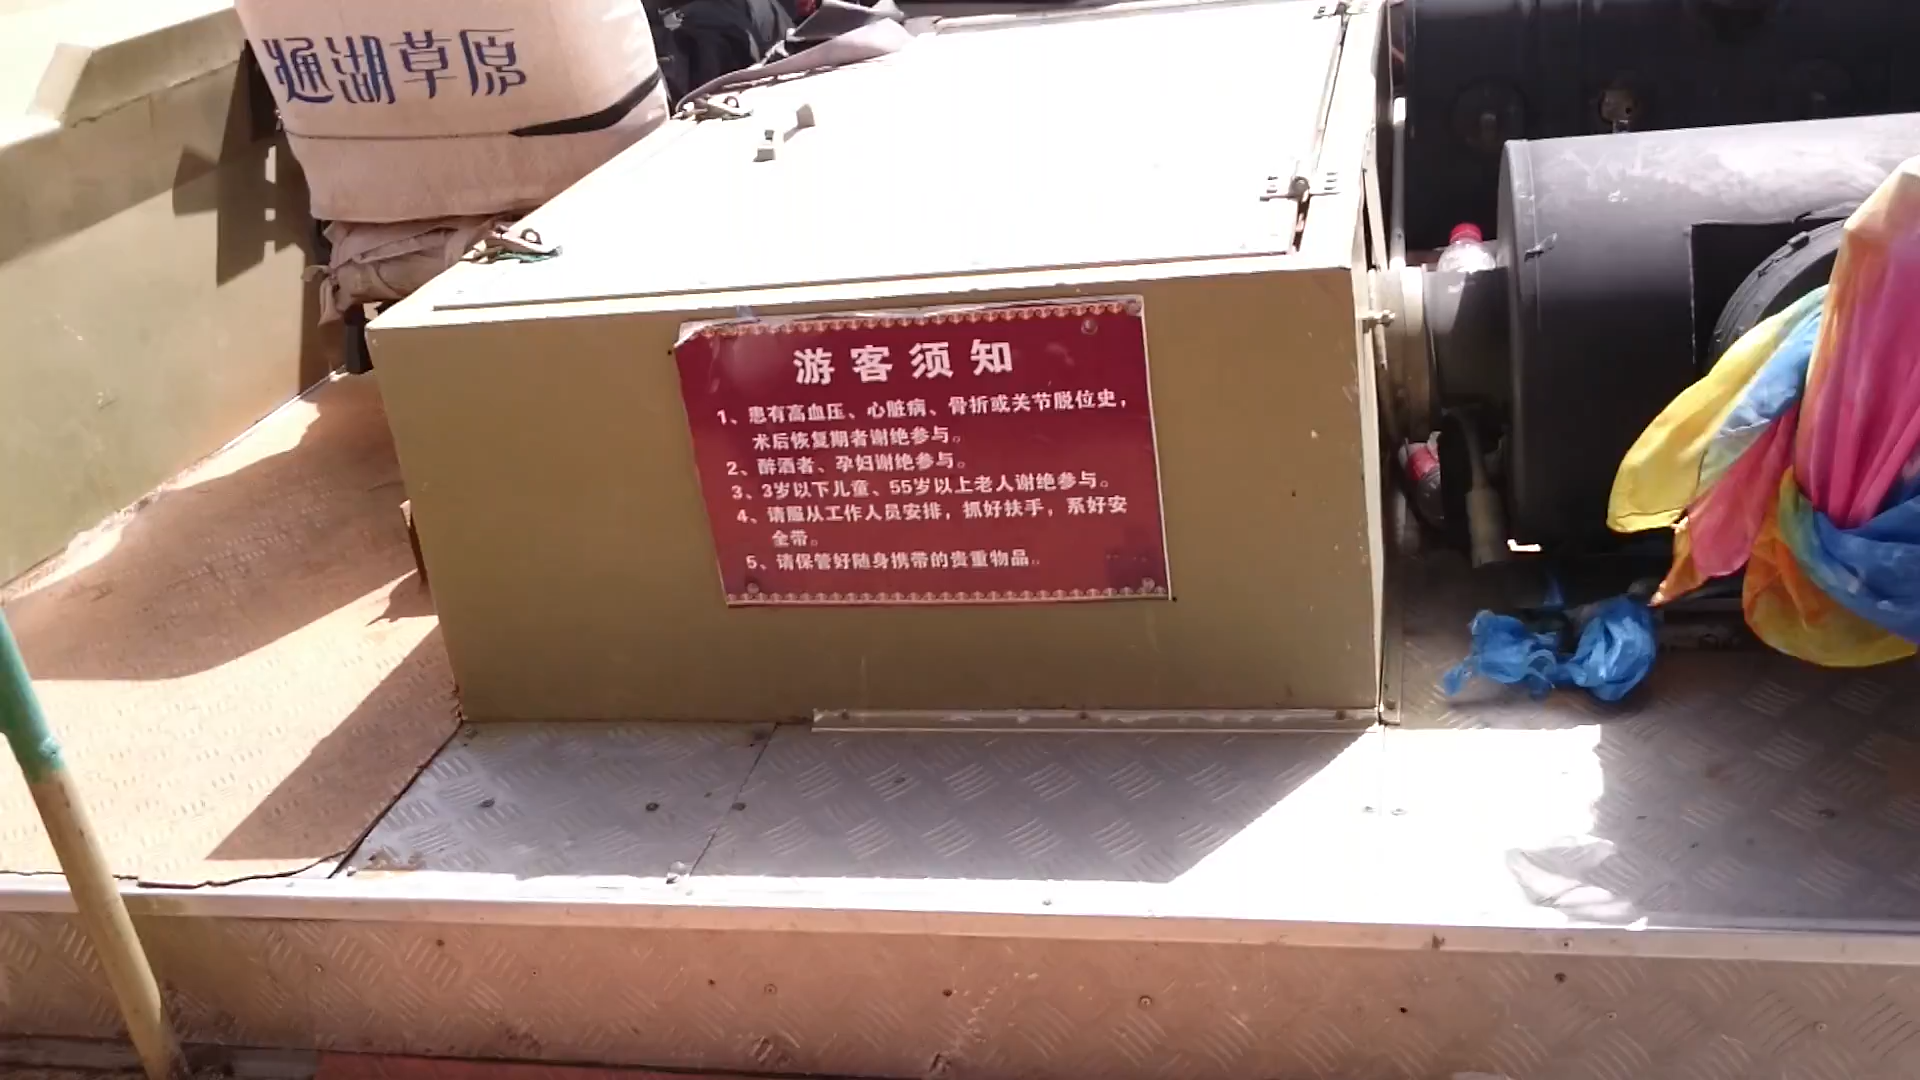 通湖草原
游客须知
1、患有高血压、心脏病、骨折或关节脱位史，
术后恢复期者谢绝参与。
2、醉酒者、孕妇谢绝参与。
3、3岁以下儿童、55岁以上老人谢绝参与。
4、请服从工作人员安排，抓好扶手，系好安
全带。
5、请保管好随身携带的贵重物品。